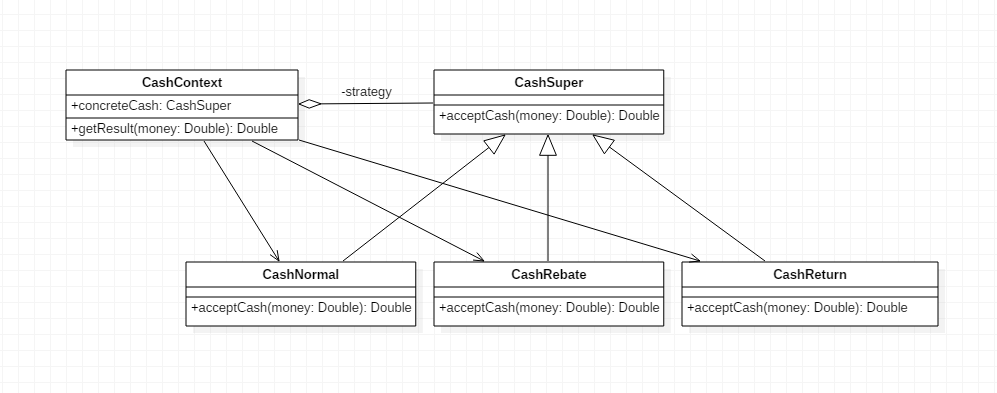 CashContext
+concreteCash: CashSuper
+getResult(money: Double): Double
-strategy
CashSuper
+acceptCash(money: Double): Double
CashNormal
+acceptCash(money: Double): Double
CashRebate
+acceptCash(money: Double): Double
CashReturn
+acceptCash(money: Double): Double